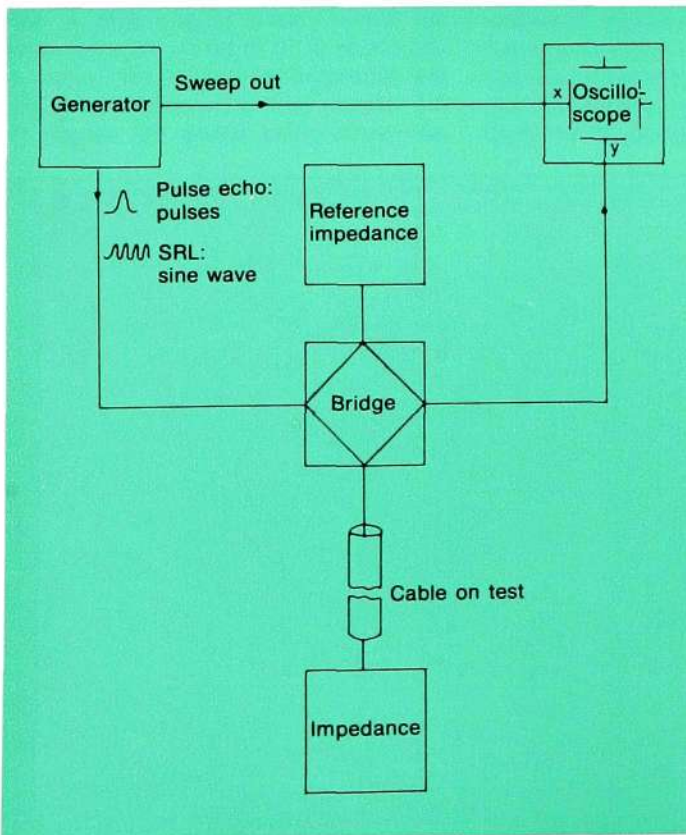 Generator
Sweep out
x
Oscillo-
scope
y
Pulse echo:
pulses
SRL:
sine wave
Reference
impedance
Bridge
Cable on test
Impedance